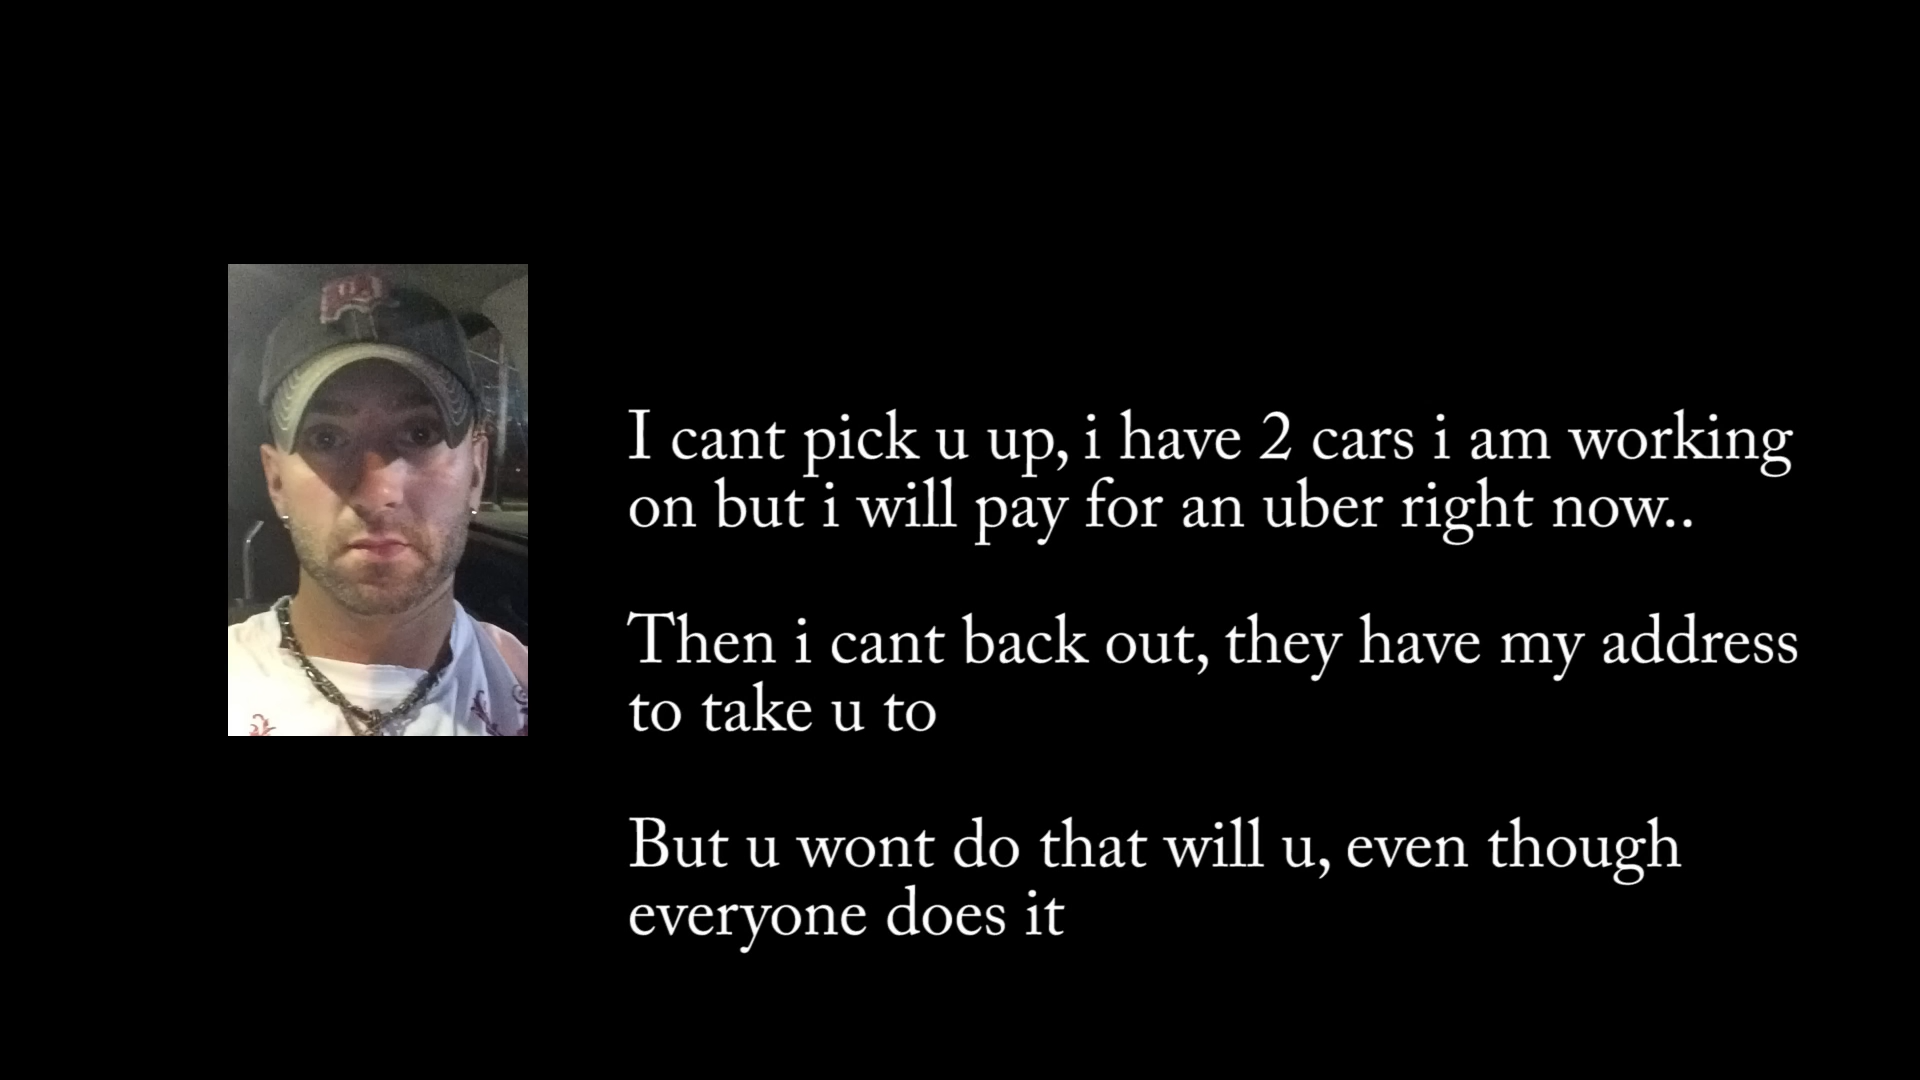 I cant pick u up, i have 2 cars i am working
on but i will pay for an uber right now..
Then i cant back out, they have my address
to take u to
But u wont do that will u, even though
everyone does it